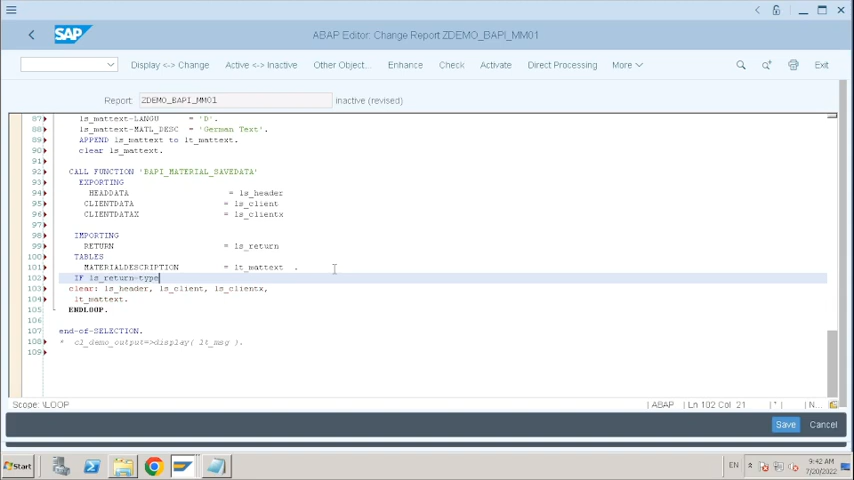 SAP
ABAP Editor: Change Report ZDEMO_BAPI_MM01
Display <-> Change Active <-> Inactive Other Object... Enhance Check Activate Direct Processing More Exit
Report: ZDEMO_BAPI_MM01 inactive (revised)
87 ls_mattext-LANGU = 'D'.
88 ls_mattext-MATL_DESC = 'German Text'.
89 APPEND ls_mattext to lt_mattext.
90 clear ls_mattext.
91
92 CALL FUNCTION 'BAPI_MATERIAL_SAVEDATA'
93 EXPORTING
94 HEADDATA = ls_header
95 CLIENTDATA = ls_client
96 CLIENTDATAX = ls_clientx
97
98 IMPORTING
99 RETURN = ls_return
100 TABLES
101 MATERIALDESCRIPTION = lt_mattext .
102 IF ls_return-type
103 clear: ls_header, ls_client, ls_clientx,
104 lt_mattext.
105 ENDLOOP.
106
107 end-of-SELECTION.
108 * cl_demo_output=>display( lt_msg ).
109
Scope: \LOOP ABAP Ln 102 Col 21 N...
Save Cancel
Start EN 9:42 AM
7/20/2022